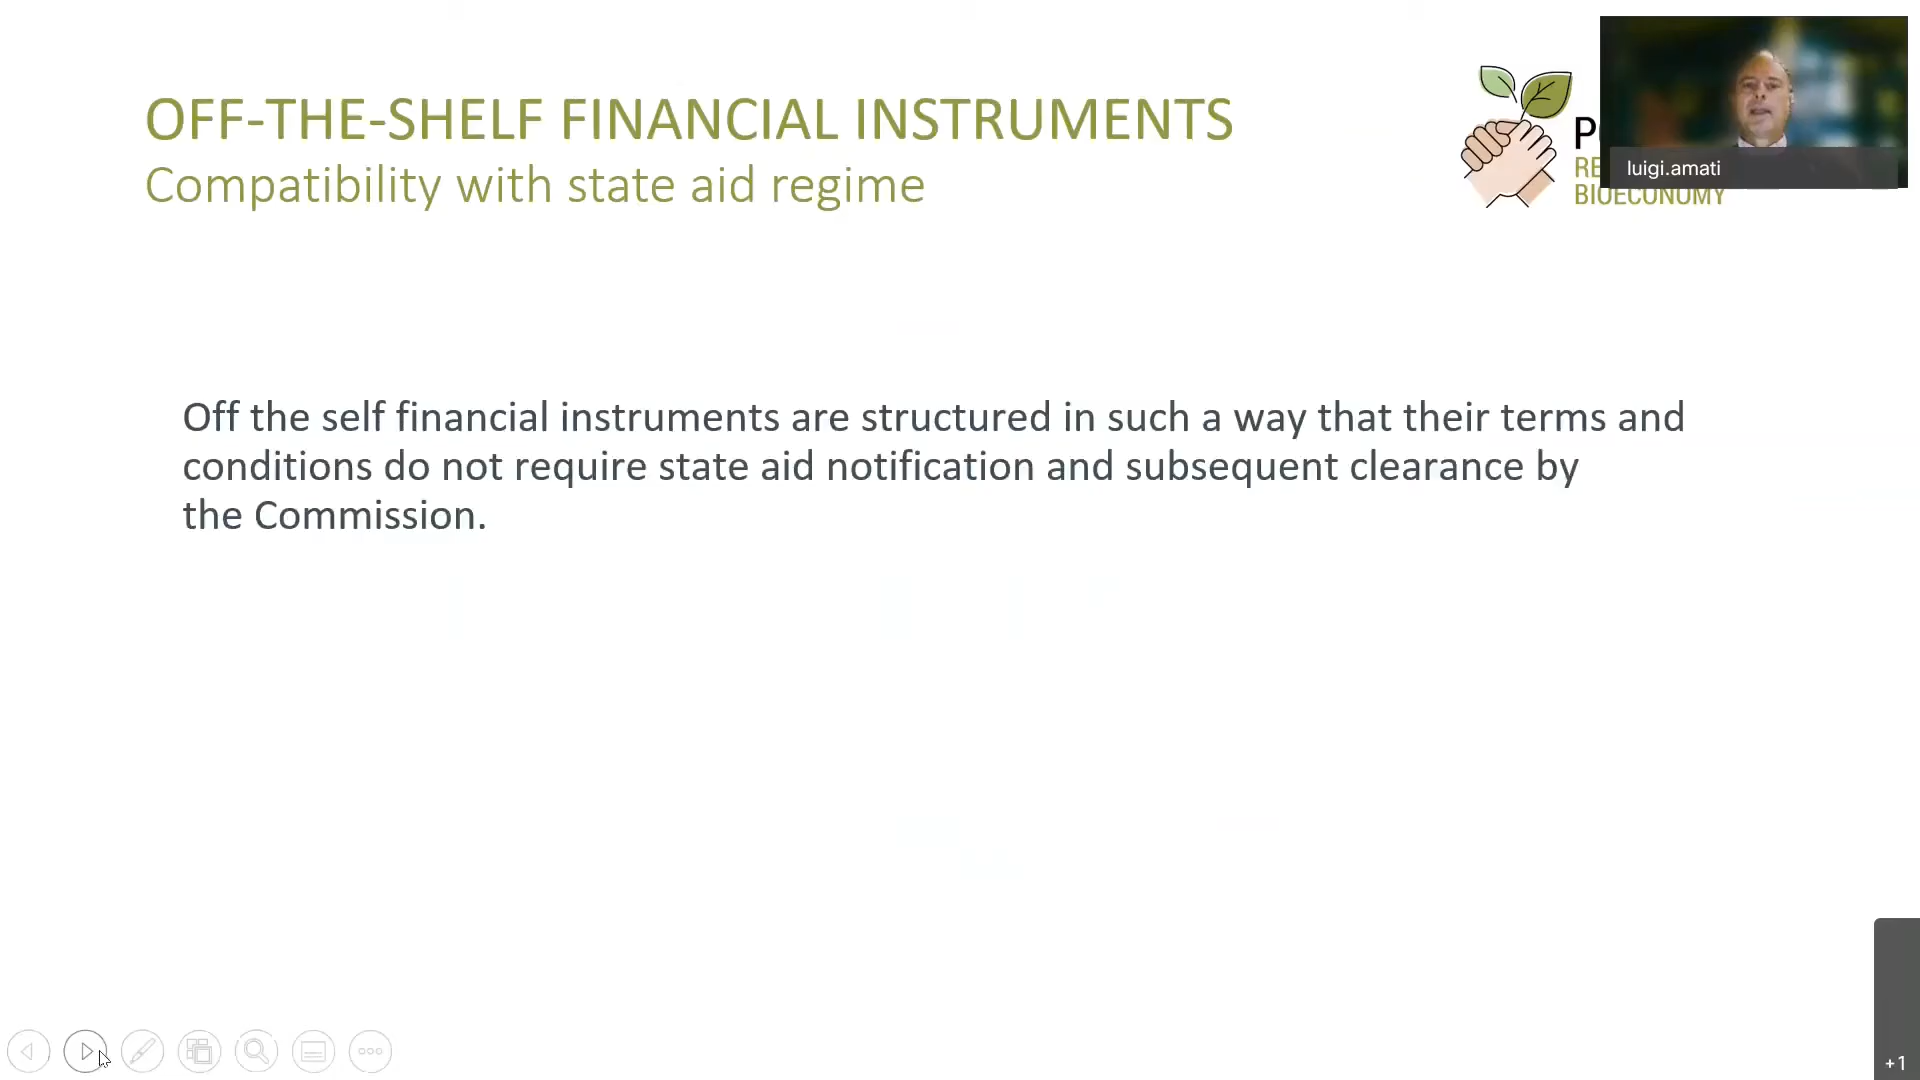 OFF-THE-SHELF FINANCIAL INSTRUMENTS
Compatibility with state aid regime
luigi.amati
BIOECONOMY
Off the self financial instruments are structured in such a way that their terms and
conditions do not require state aid notification and subsequent clearance by
the Commission.
+1